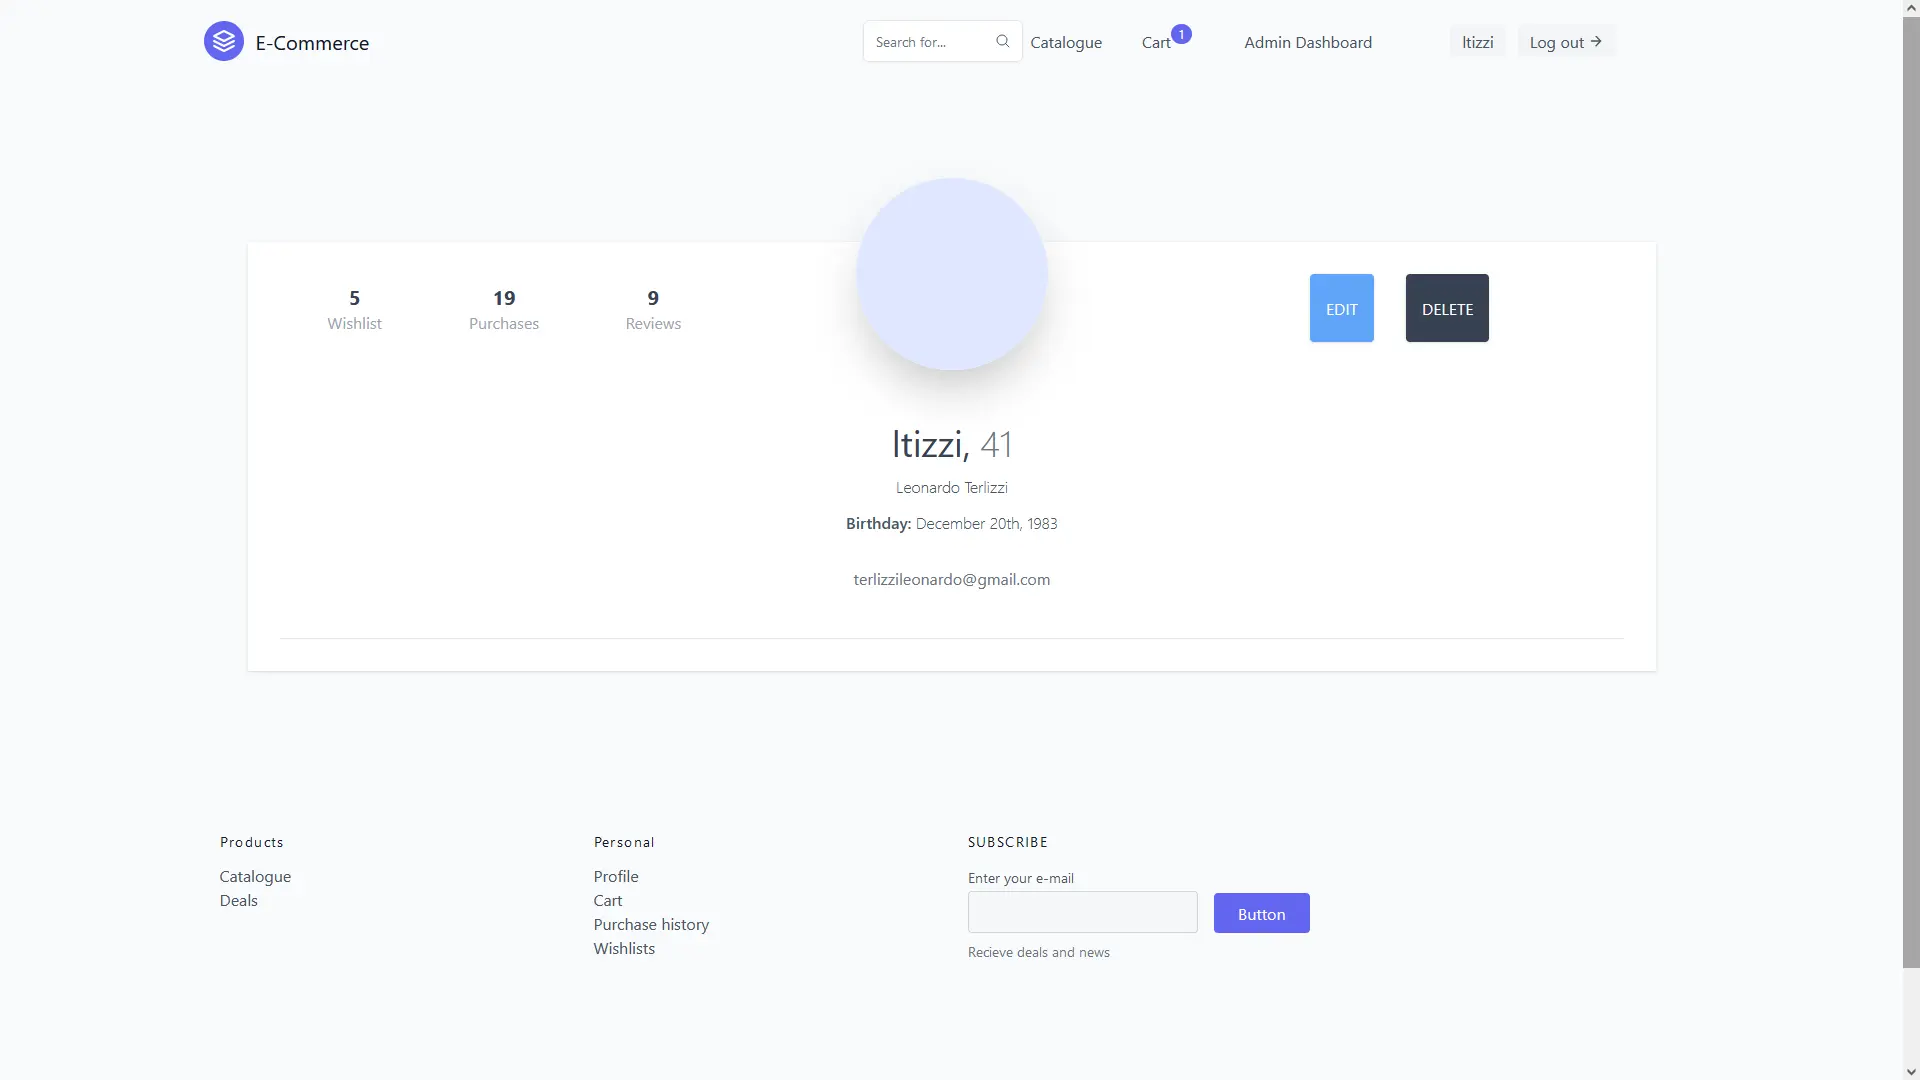 E-Commerce
Search for...
Catalogue
Cart 1
Admin Dashboard
ltizzi
Log out →
5
Wishlist
19
Purchases
9
Reviews
EDIT
DELETE
ltizzi, 41
Leonardo Terlizzi
Birthday: December 20th, 1983
terlizzileonardo@gmail.com
Products
Catalogue
Deals
Personal
Profile
Cart
Purchase history
Wishlists
SUBSCRIBE
Enter your e-mail
Button
Recieve deals and news